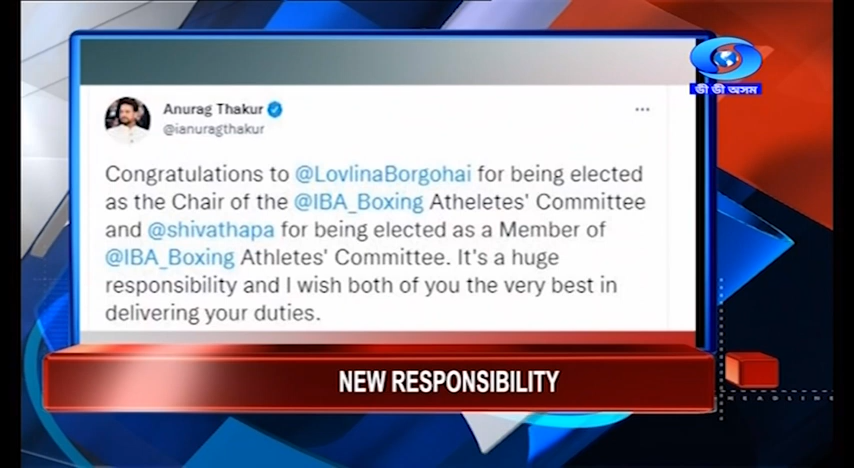 ডী ডী অসম
Anurag Thakur
@ianuragthakur
Congratulations to @LovlinaBorgohai for being elected
as the Chair of the @IBA_Boxing Atheletes' Committee
and @shivathapa for being elected as a Member of
@IBA_Boxing Athletes' Committee. It's a huge
responsibility and I wish both of you the very best in
delivering your duties.
NEW RESPONSIBILITY
HEADLINE